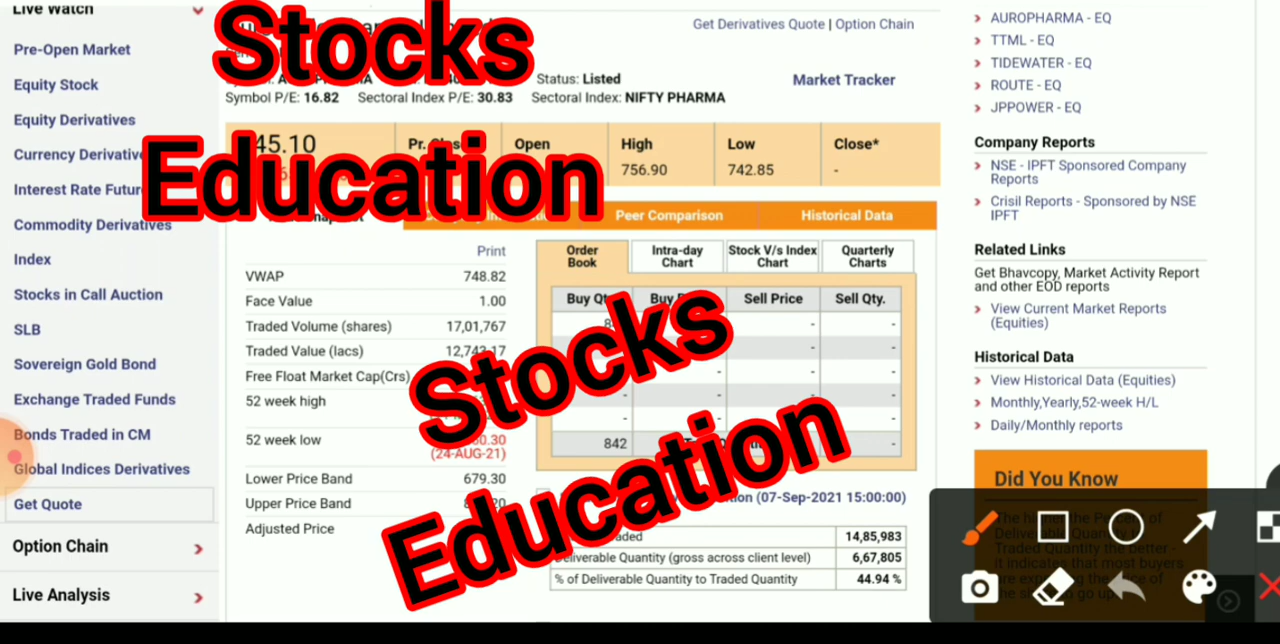 Live Watch
Pre-Open Market
Equity Stock
Equity Derivatives
Currency Derivatives
Interest Rate Futures
Commodity Derivatives
Index
Stocks in Call Auction
SLB
Sovereign Gold Bond
Exchange Traded Funds
Bonds Traded in CM
Global Indices Derivatives
Get Quote
Option Chain
Live Analysis
Stocks
Education
Get Derivatives Quote | Option Chain
Status: Listed
Market Tracker
Symbol P/E: 16.82 Sectoral Index P/E: 30.83 Sectoral Index: NIFTY PHARMA
45.10 Pr. Close Open High Low Close*
756.90 742.85 -
Peer Comparison Historical Data
Print
VWAP 748.82
Face Value 1.00
Traded Volume (shares) 17,01,767
Traded Value (lacs) 12,743.17
Free Float Market Cap(Crs)
52 week high
52 week low
(24-AUG-21)
Lower Price Band 679.30
Upper Price Band
Adjusted Price
Order Book
Intra-day Chart
Stock V/s Index Chart
Quarterly Charts
Buy Qty. Buy Sell Price Sell Qty.
- -
- -
- - -
- - - -
842 -
Stocks
Education
(07-Sep-2021 15:00:00)
14,85,983
Deliverable Quantity (gross across client level) 6,67,805
% of Deliverable Quantity to Traded Quantity 44.94 %
AUROPHARMA - EQ
TTML - EQ
TIDEWATER - EQ
ROUTE - EQ
JPPOWER - EQ
Company Reports
NSE - IPFT Sponsored Company
Reports
Crisil Reports - Sponsored by NSE
IPFT
Related Links
Get Bhavcopy, Market Activity Report
and other EOD reports
View Current Market Reports
(Equities)
Historical Data
View Historical Data (Equities)
Monthly,Yearly,52-week H/L
Daily/Monthly reports
Did You Know